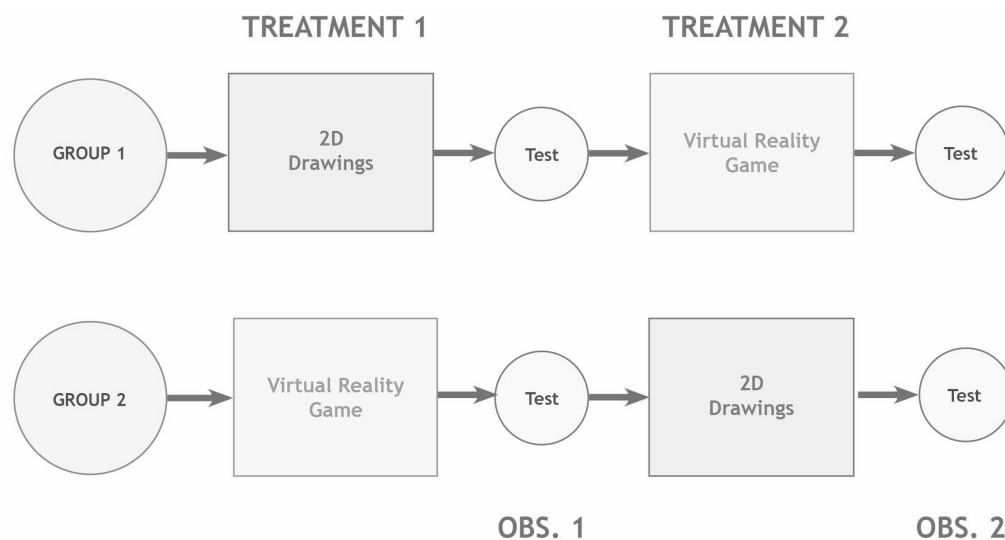 TREATMENT 1
TREATMENT 2
GROUP 1
2D
Drawings
Test
Virtual Reality
Game
Test
GROUP 2
Virtual Reality
Game
Test
2D
Drawings
Test
OBS. 1
OBS. 2